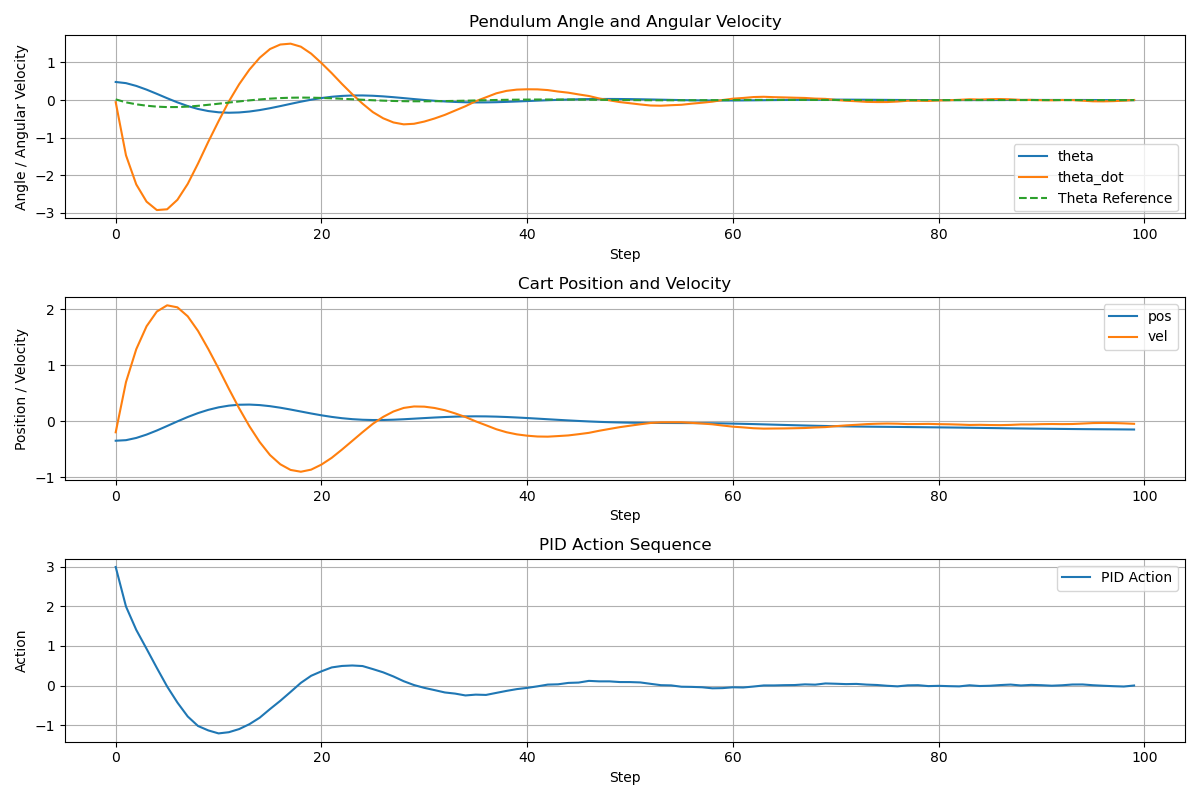 Pendulum Angle and Angular Velocity
Angle / Angular Velocity
1
0
−1
−2
−3
theta
theta_dot
Theta Reference
0 20 40 60 80 100
Step
Cart Position and Velocity
Position / Velocity
2
1
0
−1
pos
vel
0 20 40 60 80 100
Step
PID Action Sequence
Action
3
2
1
0
−1
PID Action
0 20 40 60 80 100
Step